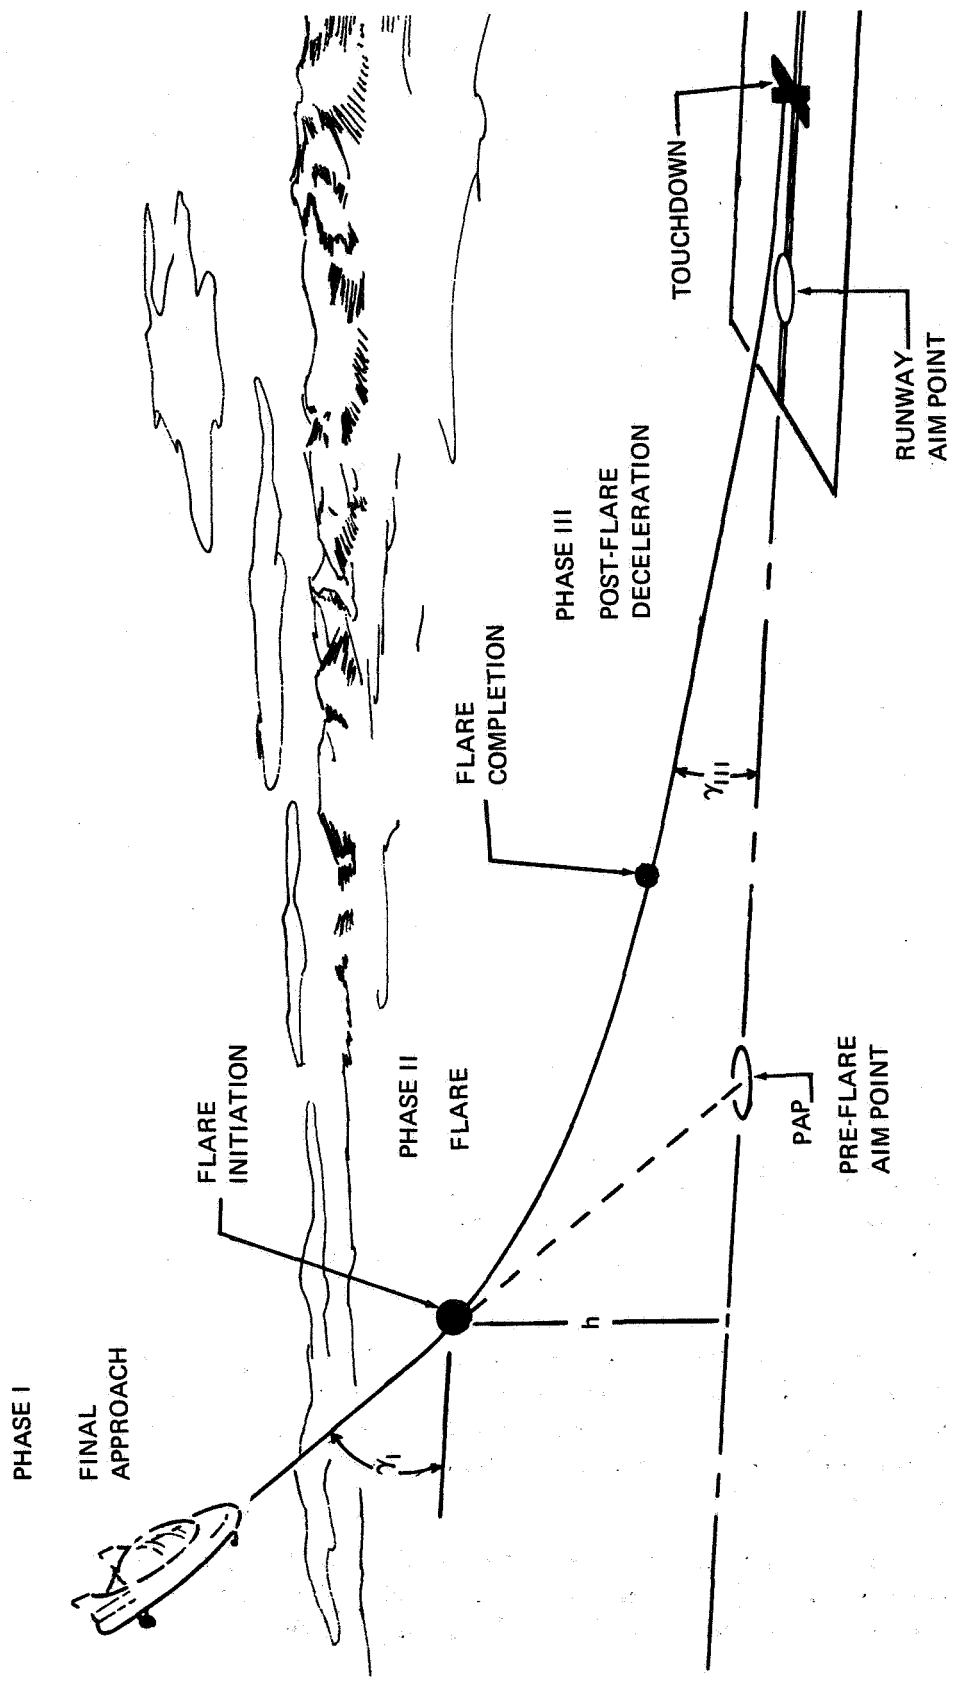 PHASE I
FINAL
APPROACH
FLARE
INITIATION
PHASE II
FLARE
FLARE
COMPLETION
PHASE III
POST-FLARE
DECELERATION
TOUCHDOWN
γI
h
γIII
PAP
PRE-FLARE
AIM POINT
RUNWAY
AIM POINT